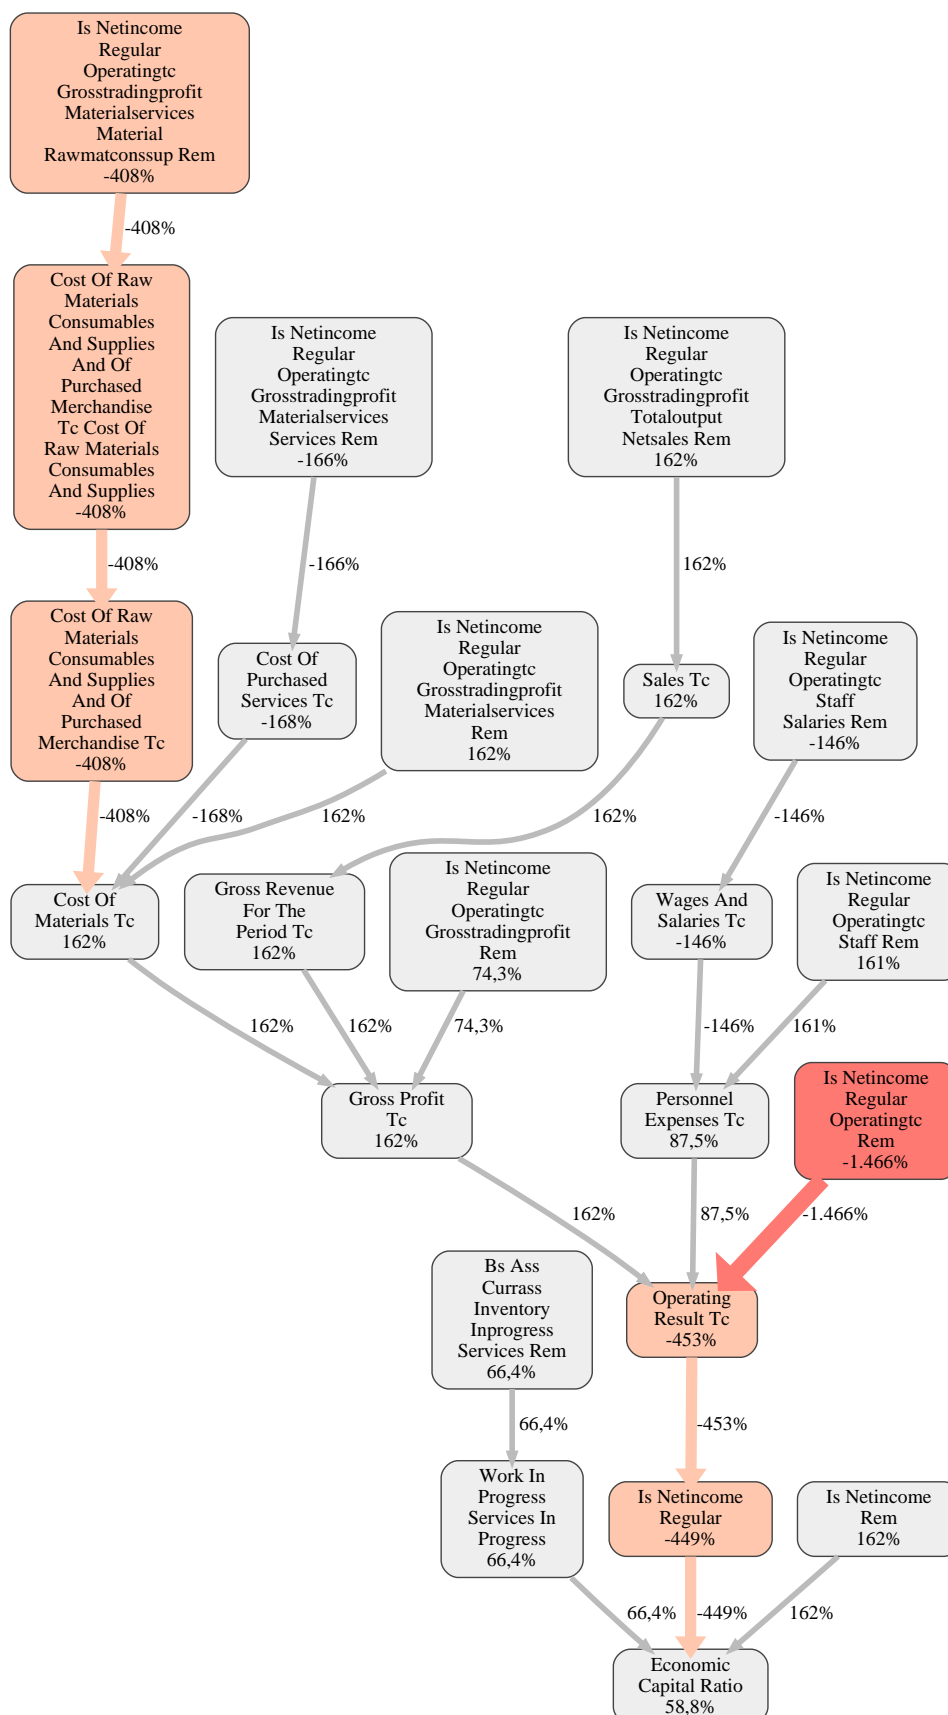 Is Netincome
Regular
Operatingtc
Grosstradingprofit
Materialservices
Material
Rawmatconssup Rem
-408%
-408%
Cost Of Raw
Materials
Consumables
And Supplies
And Of
Purchased
Merchandise
Tc Cost Of
Raw Materials
Consumables
And Supplies
-408%
Is Netincome
Regular
Operatingtc
Grosstradingprofit
Materialservices
Services Rem
-166%
Is Netincome
Regular
Operatingtc
Grosstradingprofit
Totaloutput
Netsales Rem
162%
-408%
-166%
162%
Cost Of Raw
Materials
Consumables
And Supplies
And Of
Purchased
Merchandise Tc
-408%
Cost Of
Purchased
Services Tc
-168%
Is Netincome
Regular
Operatingtc
Grosstradingprofit
Materialservices
Rem
162%
Sales Tc
162%
Is Netincome
Regular
Operatingtc
Staff
Salaries Rem
-146%
-408%
-168%
162%
162%
-146%
Cost Of
Materials Tc
162%
Gross Revenue
For The
Period Tc
162%
Is Netincome
Regular
Operatingtc
Grosstradingprofit
Rem
74,3%
Wages And
Salaries Tc
-146%
Is Netincome
Regular
Operatingtc
Staff Rem
161%
162%
162%
74,3%
-146%
161%
Gross Profit
Tc
162%
Personnel
Expenses Tc
87,5%
Is Netincome
Regular
Operatingtc
Rem
-1.466%
162%
87,5%
-1.466%
Bs Ass
Currass
Inventory
Inprogress
Services Rem
66,4%
Operating
Result Tc
-453%
66,4%
-453%
Work In
Progress
Services In
Progress
66,4%
Is Netincome
Regular
-449%
Is Netincome
Rem
162%
66,4%
-449%
162%
Economic
Capital Ratio
58,8%